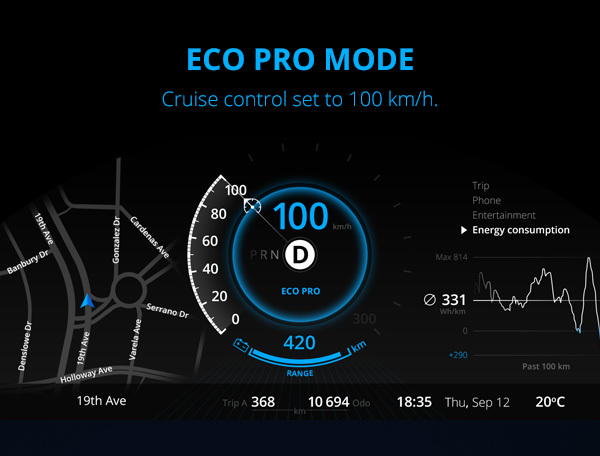 ECO PRO MODE
Cruise control set to 100 km/h.
19th Ave
Banbury Dr
Gonzalez Dr
Cardenas Ave
Serrano Dr
Denslowe Dr
19th Ave
Varela Ave
Holloway Ave
19th Ave
100
80
60
40
20
0
100 km/h
P R N D
ECO PRO
300
420
km
RANGE
Trip
Phone
Entertainment
Energy consumption
Max 814
331
Wh/km
0
+290
Past 100 km
Trip A 368 km 10 694 Odo
18:35 Thu, Sep 12 20ºC